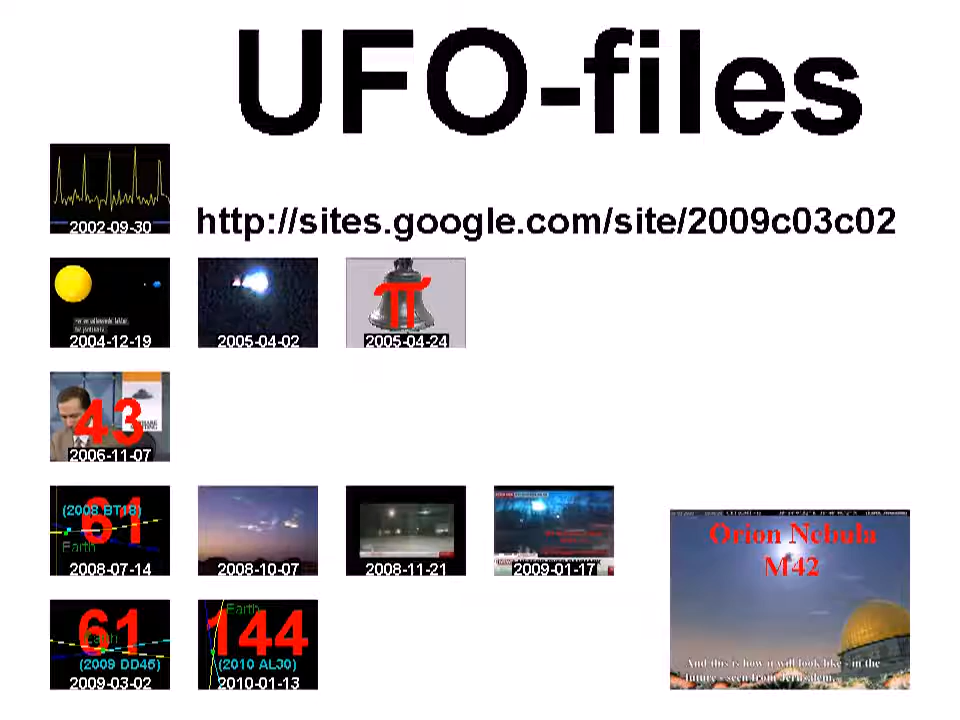 UFO-files
2002-09-30
http://sites.google.com/site/2009c03c02
2004-12-19
2005-04-02
π
2005-04-24
43
2006-11-07
61
(2008 BT18)
Earth
2008-07-14
2008-10-07
2008-11-21
2009-01-17
Orion Nebula
M42
And this is how it will look like - in the
future - seen from Jerusalem.
61
Earth
(2009 DD45)
2009-03-02
Earth
144
(2010 AL30)
2010-01-13